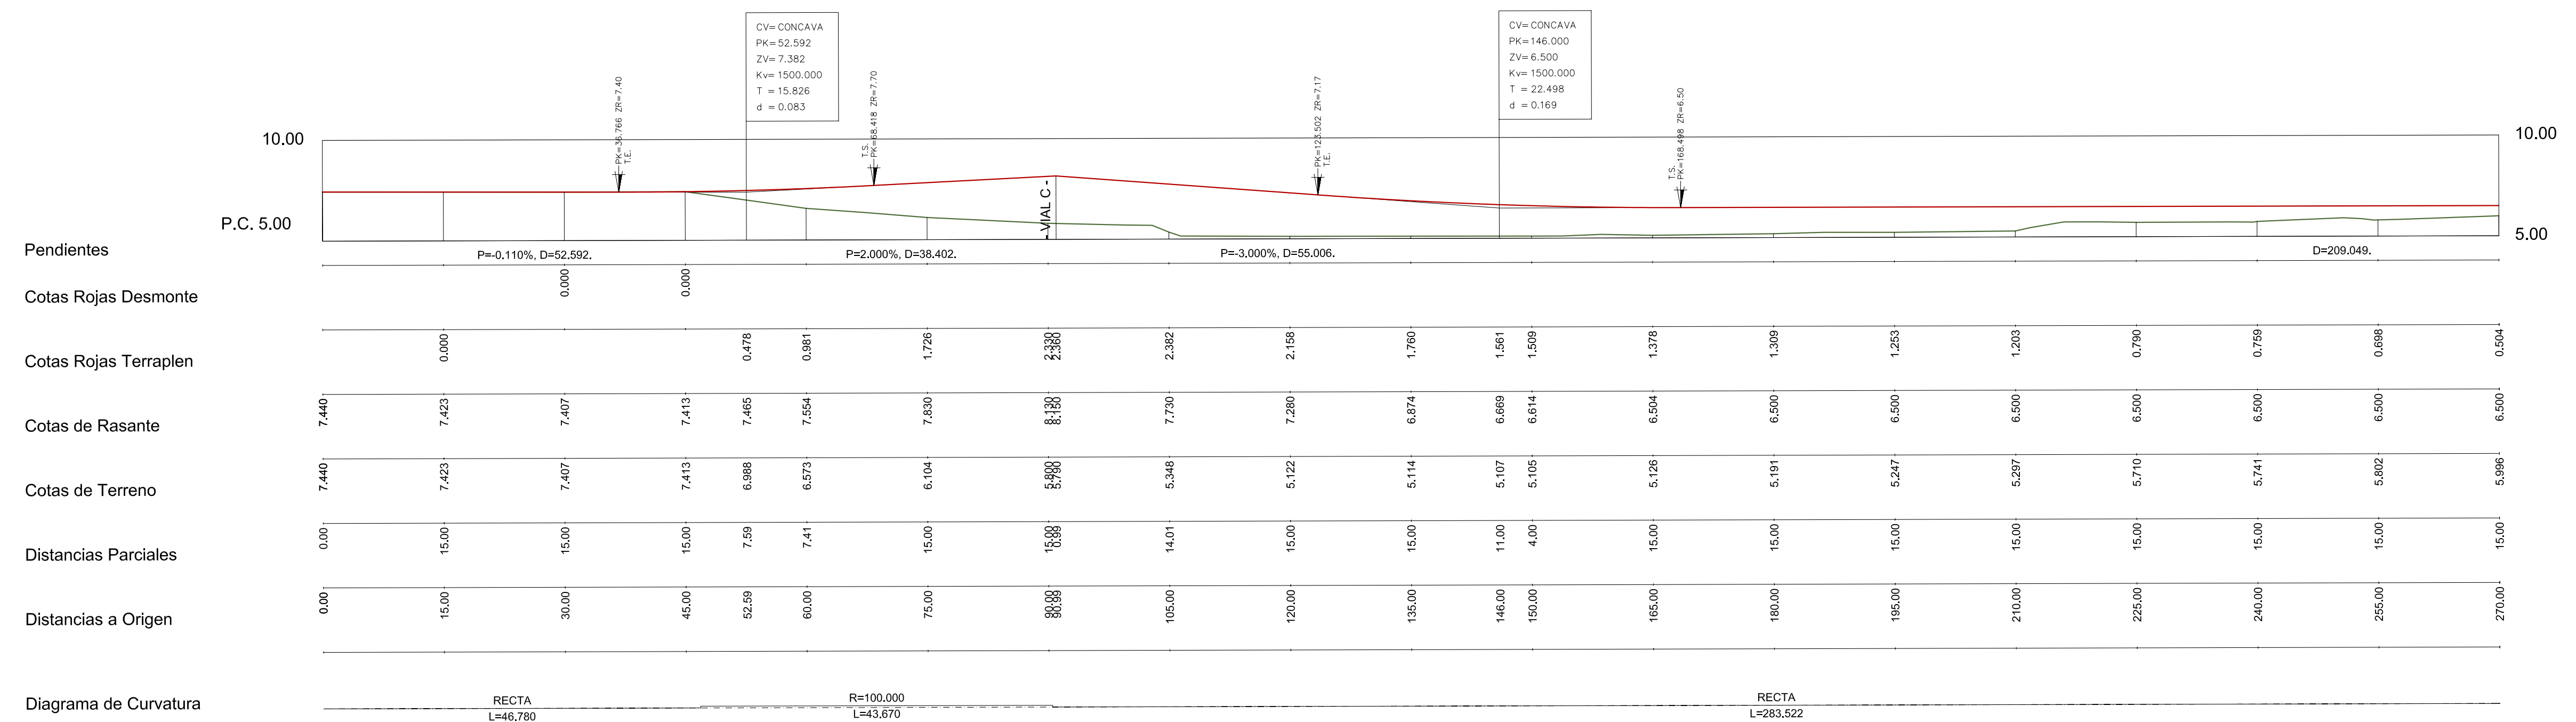 CV= CONCAVA
PK= 52.592
ZV= 7.382
Kv= 1500.000
T = 15.826
d = 0.083
CV= CONCAVA
PK= 146.000
ZV= 6.500
Kv= 1500.000
T = 22.498
d = 0.169
PK=36.766 ZR=7.40
T.E.
T.S.
PK=68.418 ZR=7.70
PK=123.502 ZR=7.17
T.E.
T.S.
PK=168.498 ZR=6.50
10.00
10.00
VIAL C -
P.C. 5.00
5.00
Pendientes
P=-0.110%, D=52.592. P=2.000%, D=38.402. P=-3.000%, D=55.006. D=209.049.
Cotas Rojas Desmonte
0.000 0.000
Cotas Rojas Terraplen
0.000 0.478 0.981 1.726 2.330 2.360 2.382 2.158 1.760 1.561 1.509 1.378 1.309 1.253 1.203 0.790 0.759 0.698 0.504
Cotas de Rasante
7.440 7.423 7.407 7.413 7.465 7.554 7.830 8.130 8.150 7.730 7.280 6.874 6.669 6.614 6.504 6.500 6.500 6.500 6.500 6.500 6.500 6.500
Cotas de Terreno
7.440 7.423 7.407 7.413 6.988 6.573 6.104 5.800 5.790 5.348 5.122 5.114 5.107 5.105 5.126 5.191 5.247 5.297 5.710 5.741 5.802 5.996
Distancias Parciales
0.00 15.00 15.00 15.00 7.59 7.41 15.00 15.00 0.99 14.01 15.00 15.00 11.00 4.00 15.00 15.00 15.00 15.00 15.00 15.00 15.00 15.00
Distancias a Origen
0.00 15.00 30.00 45.00 52.59 60.00 75.00 90.00 90.99 105.00 120.00 135.00 146.00 150.00 165.00 180.00 195.00 210.00 225.00 240.00 255.00 270.00
Diagrama de Curvatura
RECTA R=100.000 RECTA
L=46,780 L=43,670 L=283,522